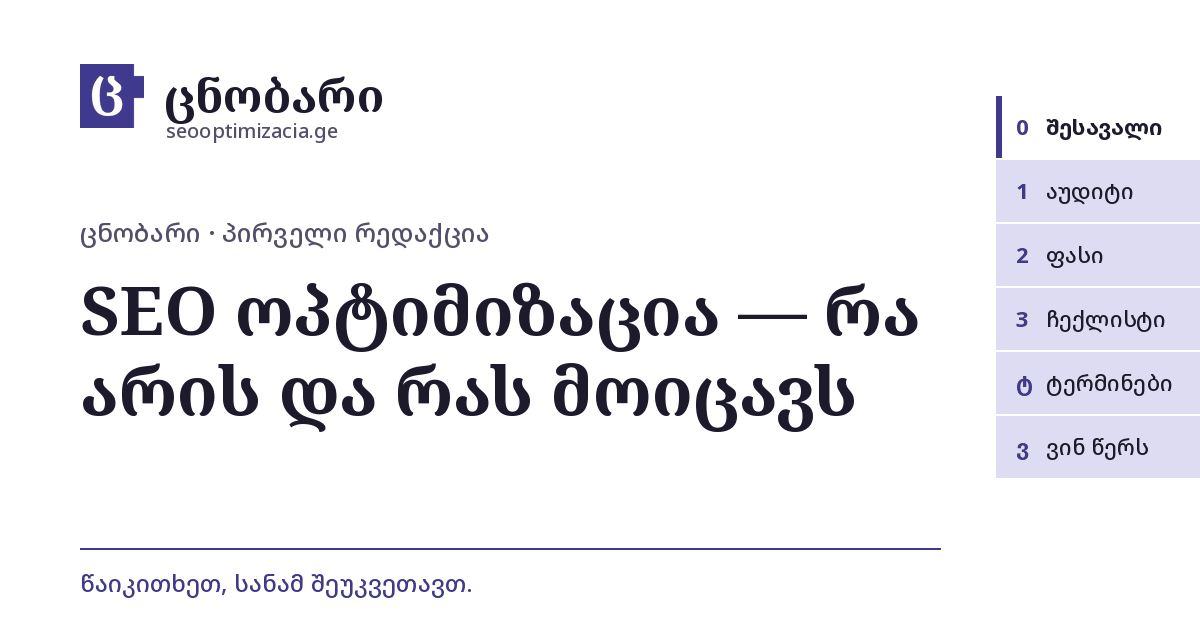 ც
ცნობარი
seooptimizacia.ge
ცნობარი · პირველი რედაქცია
SEO ოპტიმიზაცია — რა
არის და რას მოიცავს
წაიკითხეთ, სანამ შეუკვეთავთ.
0 შესავალი
1 აუდიტი
2 ფასი
3 ჩექლისტი
ტ ტერმინები
ვ ვინ წერს